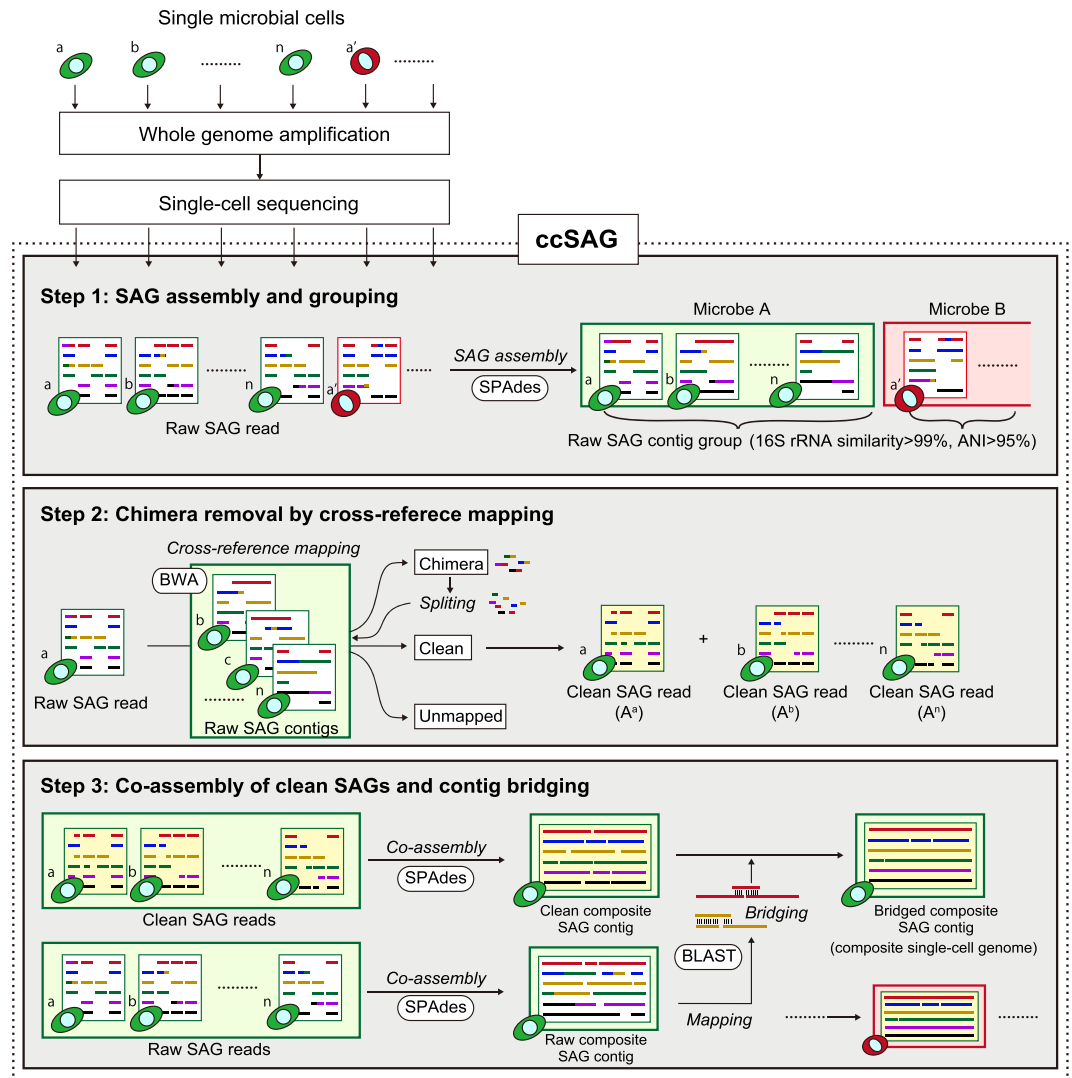 Single microbial cells
a
b
n
a′
Whole genome amplification
Single-cell sequencing
ccSAG
Step 1: SAG assembly and grouping
Microbe A
Microbe B
a
b
n
a′
SAG assembly
SPAdes
a
b
n
a′
Raw SAG read
Raw SAG contig group (16S rRNA similarity>99%, ANI>95%)
Step 2: Chimera removal by cross-referece mapping
Cross-reference mapping
BWA
Chimera
Spliting
Clean
Unmapped
a
Raw SAG read
b
c
n
Raw SAG contigs
a
+
b
n
Clean SAG read
(Aᵃ)
Clean SAG read
(Aᵇ)
Clean SAG read
(Aⁿ)
Step 3: Co-assembly of clean SAGs and contig bridging
a
b
n
Clean SAG reads
Co-assembly
SPAdes
Clean composite
SAG contig
Bridging
BLAST
Bridged composite
SAG contig
(composite single-cell genome)
a
b
n
Raw SAG reads
Co-assembly
SPAdes
Raw composite
SAG contig
Mapping